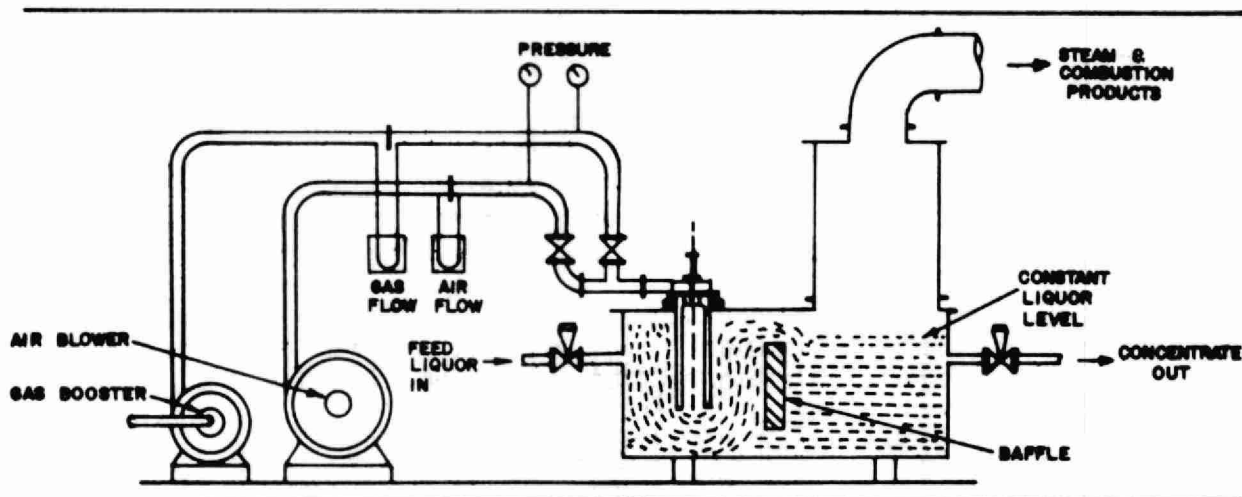 PRESSURE
STEAM &
COMBUSTION
PRODUCTS
GAS
FLOW
AIR
FLOW
CONSTANT
LIQUOR
LEVEL
AIR BLOWER
FEED
LIQUOR
IN
CONCENTRATE
OUT
GAS BOOSTER
BAFFLE